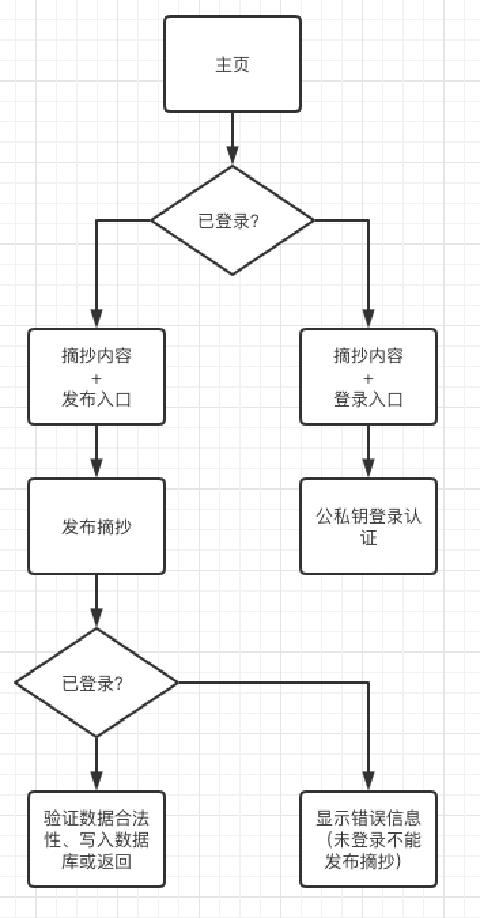 主页
已登录?
摘抄内容
+
发布入口
摘抄内容
+
登录入口
发布摘抄
公私钥登录认
证
已登录?
验证数据合法
性、写入数据
库或返回
显示错误信息
（未登录不能
发布摘抄）